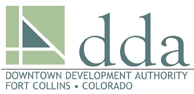 dda
DOWNTOWN DEVELOPMENT AUTHORITY
FORT COLLINS • COLORADO